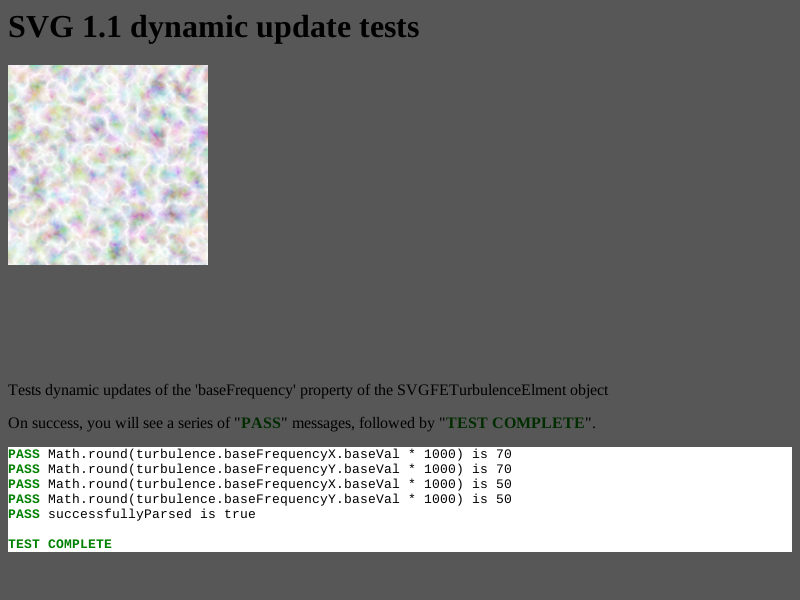 SVG 1.1 dynamic update tests
Tests dynamic updates of the 'baseFrequency' property of the SVGFETurbulenceElment object
On success, you will see a series of "PASS" messages, followed by "TEST COMPLETE".
PASS Math.round(turbulence.baseFrequencyX.baseVal * 1000) is 70
PASS Math.round(turbulence.baseFrequencyY.baseVal * 1000) is 70
PASS Math.round(turbulence.baseFrequencyX.baseVal * 1000) is 50
PASS Math.round(turbulence.baseFrequencyY.baseVal * 1000) is 50
PASS successfullyParsed is true
TEST COMPLETE